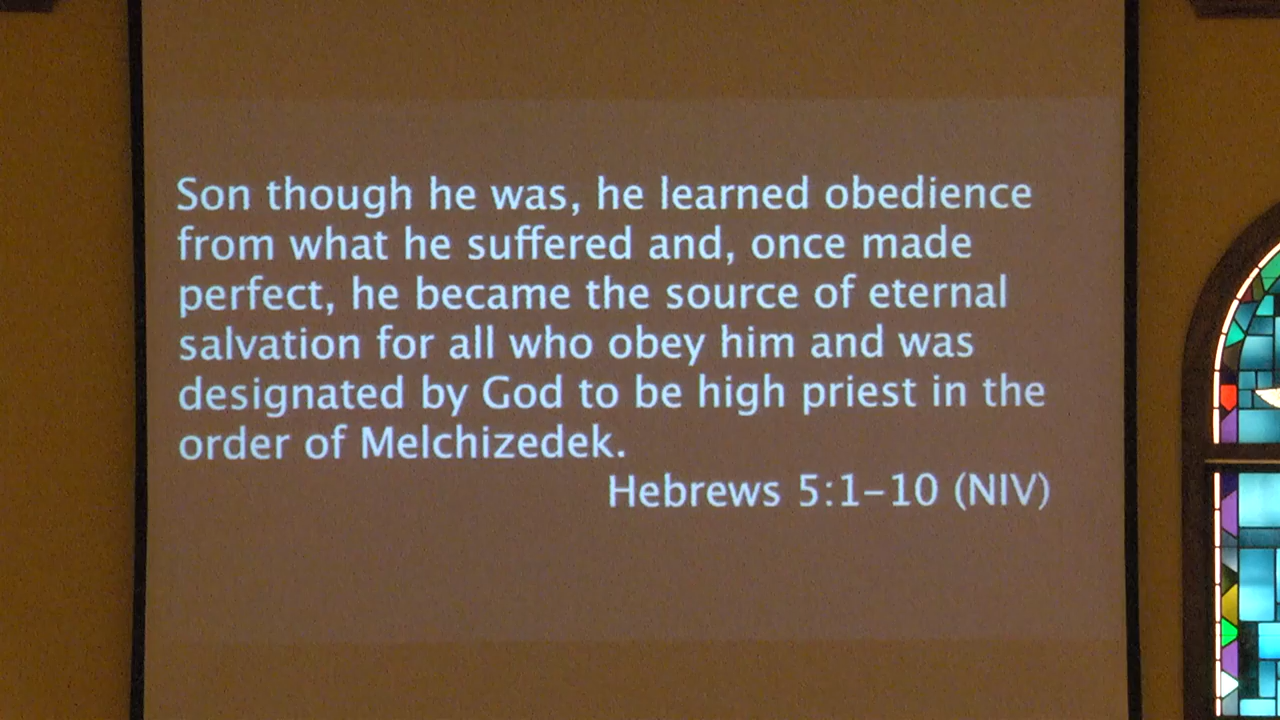 Son though he was, he learned obedience
from what he suffered and, once made
perfect, he became the source of eternal
salvation for all who obey him and was
designated by God to be high priest in the
order of Melchizedek.
Hebrews 5:1–10 (NIV)